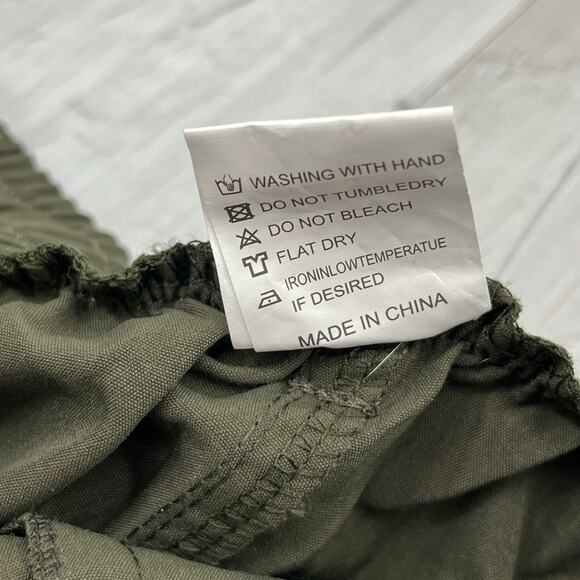 WASHING WITH HAND
DO NOT TUMBLEDRY
DO NOT BLEACH
FLAT DRY
IRONINLOWTEMPERATUE
IF DESIRED
MADE IN CHINA